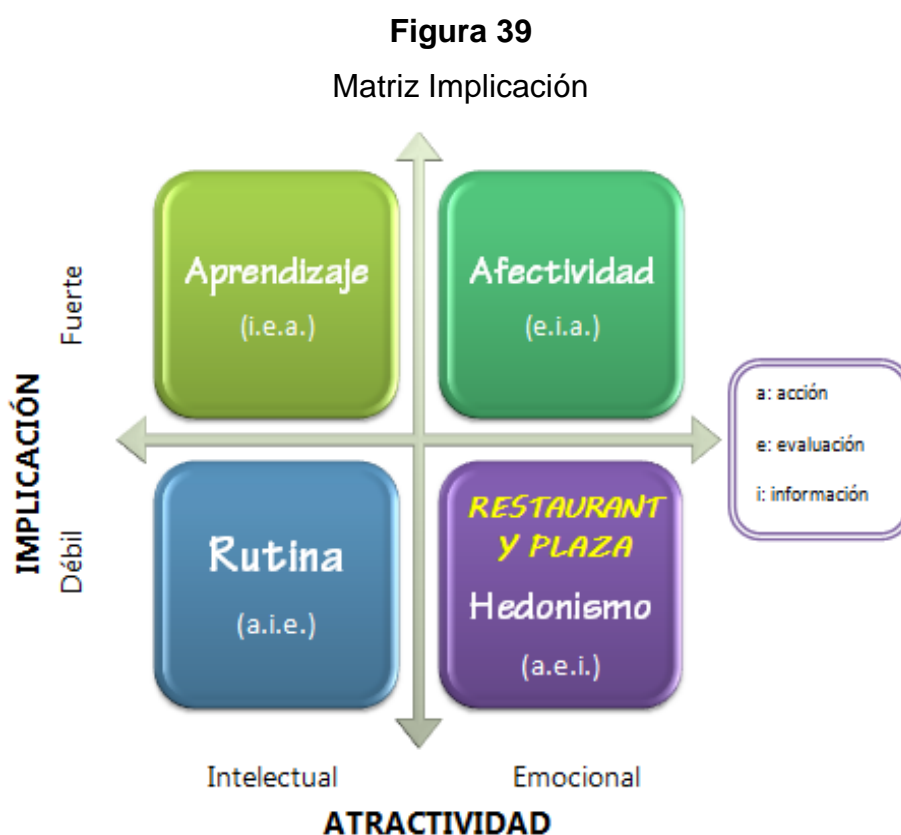 Figura 39
Matriz Implicación
IMPLICACIÓN
Fuerte
Débil
Aprendizaje
(i.e.a.)
Afectividad
(e.i.a.)
Rutina
(a.i.e.)
RESTAURANT
Y PLAZA
Hedonismo
(a.e.i.)
a: acción
e: evaluación
i: información
Intelectual
Emocional
ATRACTIVIDAD